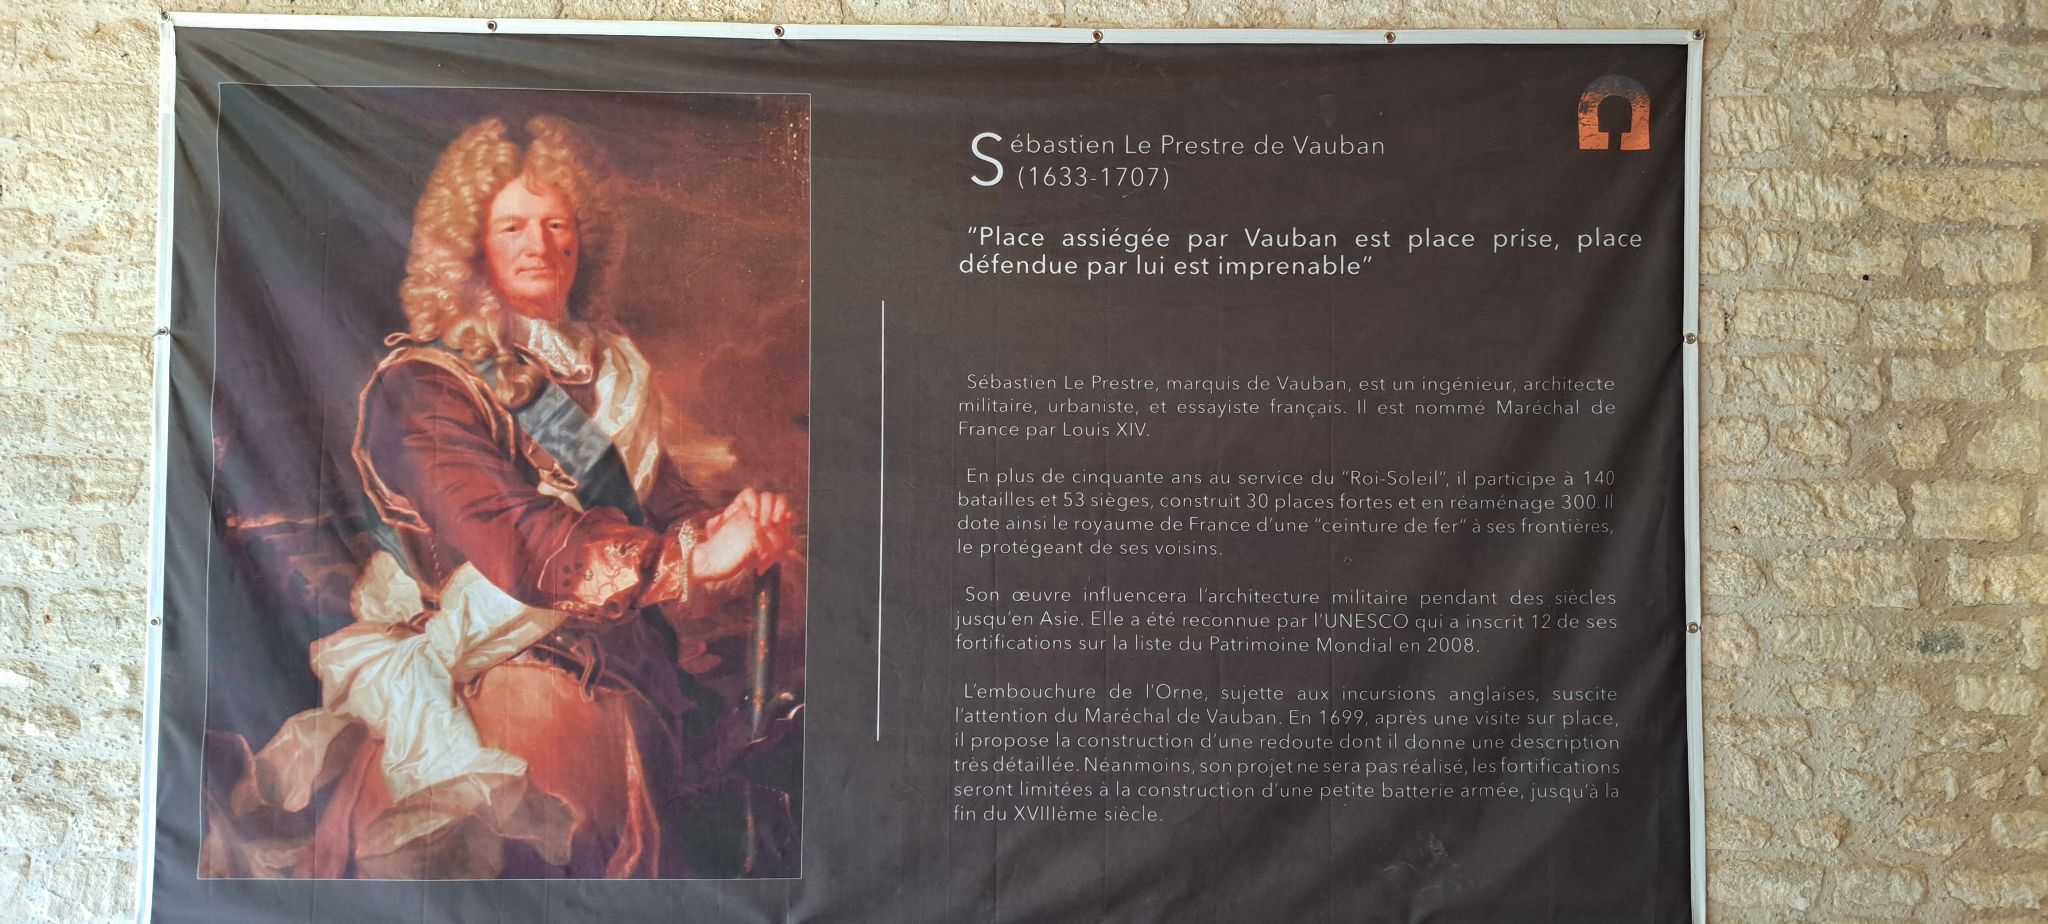 Sébastien Le Prestre de Vauban
(1633-1707)
"Place assiégée par Vauban est place prise, place
défendue par lui est imprenable"
Sébastien Le Prestre, marquis de Vauban, est un ingénieur, architecte
militaire, urbaniste, et essayiste français. Il est nommé Maréchal de
France par Louis XIV.
En plus de cinquante ans au service du "Roi-Soleil", il participe à 140
batailles et 53 sièges, construit 30 places fortes et en réaménage 300. Il
dote ainsi le royaume de France d'une "ceinture de fer" à ses frontières,
le protégeant de ses voisins.
Son œuvre influencera l'architecture militaire pendant des siècles
jusqu'en Asie. Elle a été reconnue par l'UNESCO qui a inscrit 12 de ses
fortifications sur la liste du Patrimoine Mondial en 2008.
L'embouchure de l'Orne, sujette aux incursions anglaises, suscite
l'attention du Maréchal de Vauban. En 1699, après une visite sur place,
il propose la construction d'une redoute dont il donne une description
très détaillée. Néanmoins, son projet ne sera pas réalisé, les fortifications
seront limitées à la construction d'une petite batterie armée, jusqu'à la
fin du XVIIIème siècle.